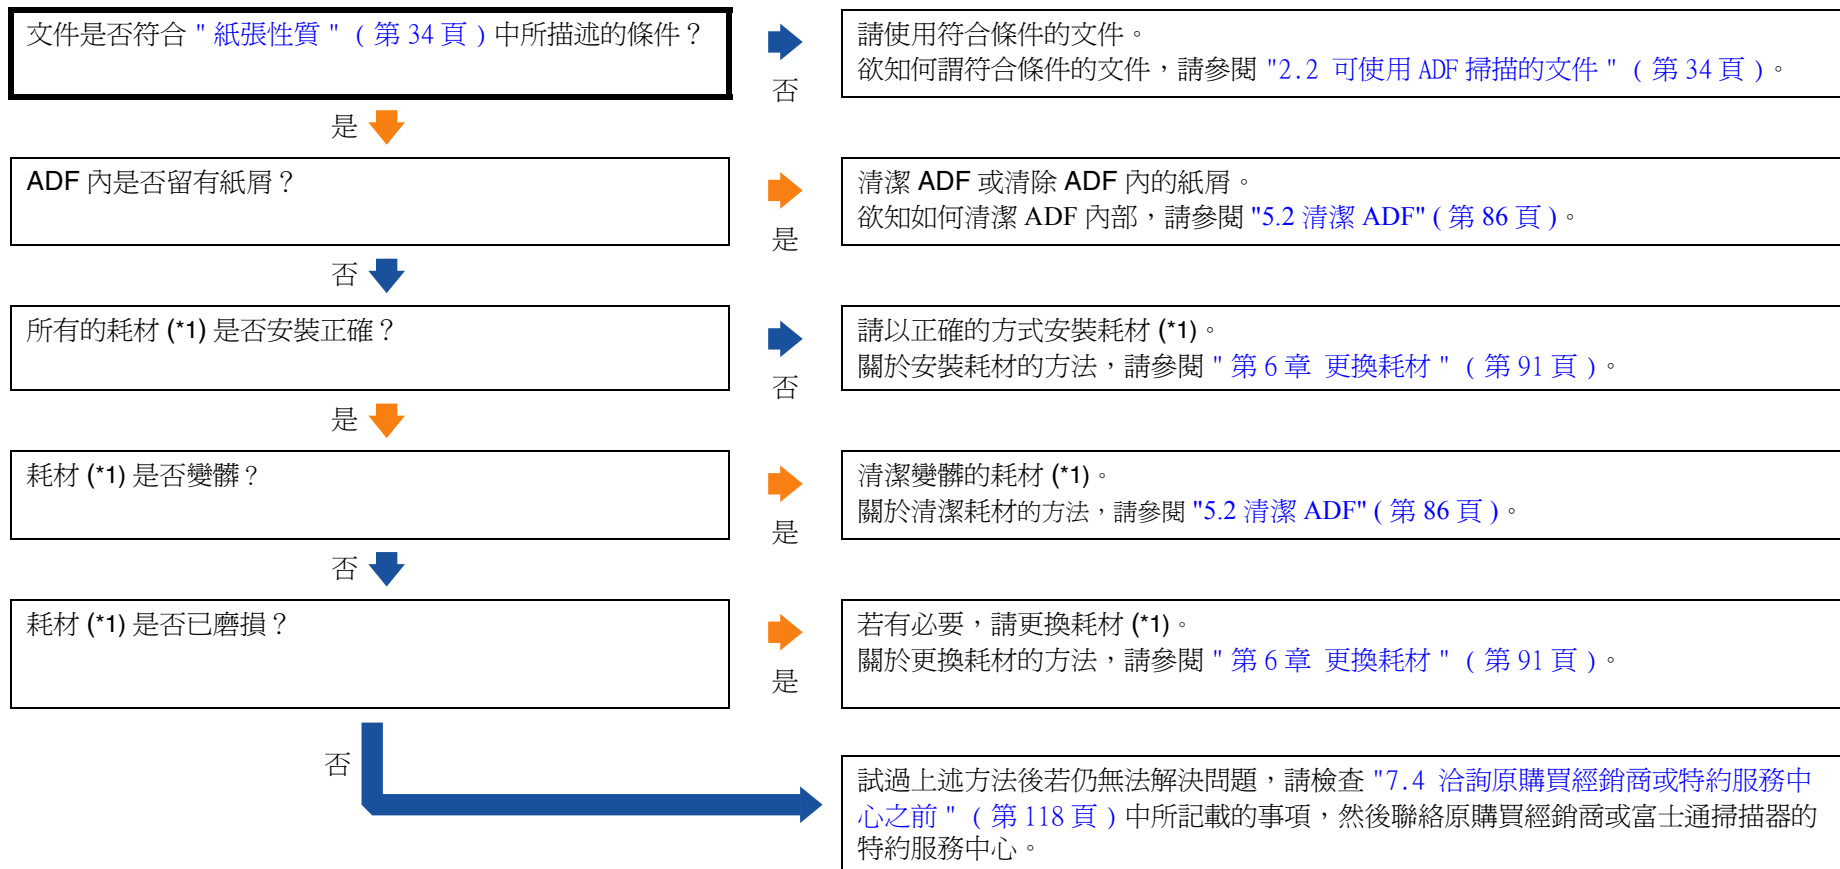 文件是否符合 " 紙張性質 " ( 第 34 頁 ) 中所描述的條件？
否
請使用符合條件的文件。
欲知何謂符合條件的文件，請參閱 "2.2 可使用 ADF 掃描的文件 " ( 第 34 頁 )。
是
ADF 內是否留有紙屑？
是
清潔 ADF 或清除 ADF 內的紙屑。
欲知如何清潔 ADF 內部，請參閱 "5.2 清潔 ADF" ( 第 86 頁 )。
否
所有的耗材 (*1) 是否安裝正確？
否
請以正確的方式安裝耗材 (*1)。
關於安裝耗材的方法，請參閱 " 第 6 章 更換耗材 " ( 第 91 頁 )。
是
耗材 (*1) 是否變髒？
是
清潔變髒的耗材 (*1)。
關於清潔耗材的方法，請參閱 "5.2 清潔 ADF" ( 第 86 頁 )。
否
耗材 (*1) 是否已磨損？
是
若有必要，請更換耗材 (*1)。
關於更換耗材的方法，請參閱 " 第 6 章 更換耗材 " ( 第 91 頁 )。
否
試過上述方法後若仍無法解決問題，請檢查 "7.4 洽詢原購買經銷商或特約服務中
心之前 " ( 第 118 頁 ) 中所記載的事項，然後聯絡原購買經銷商或富士通掃描器的
特約服務中心。